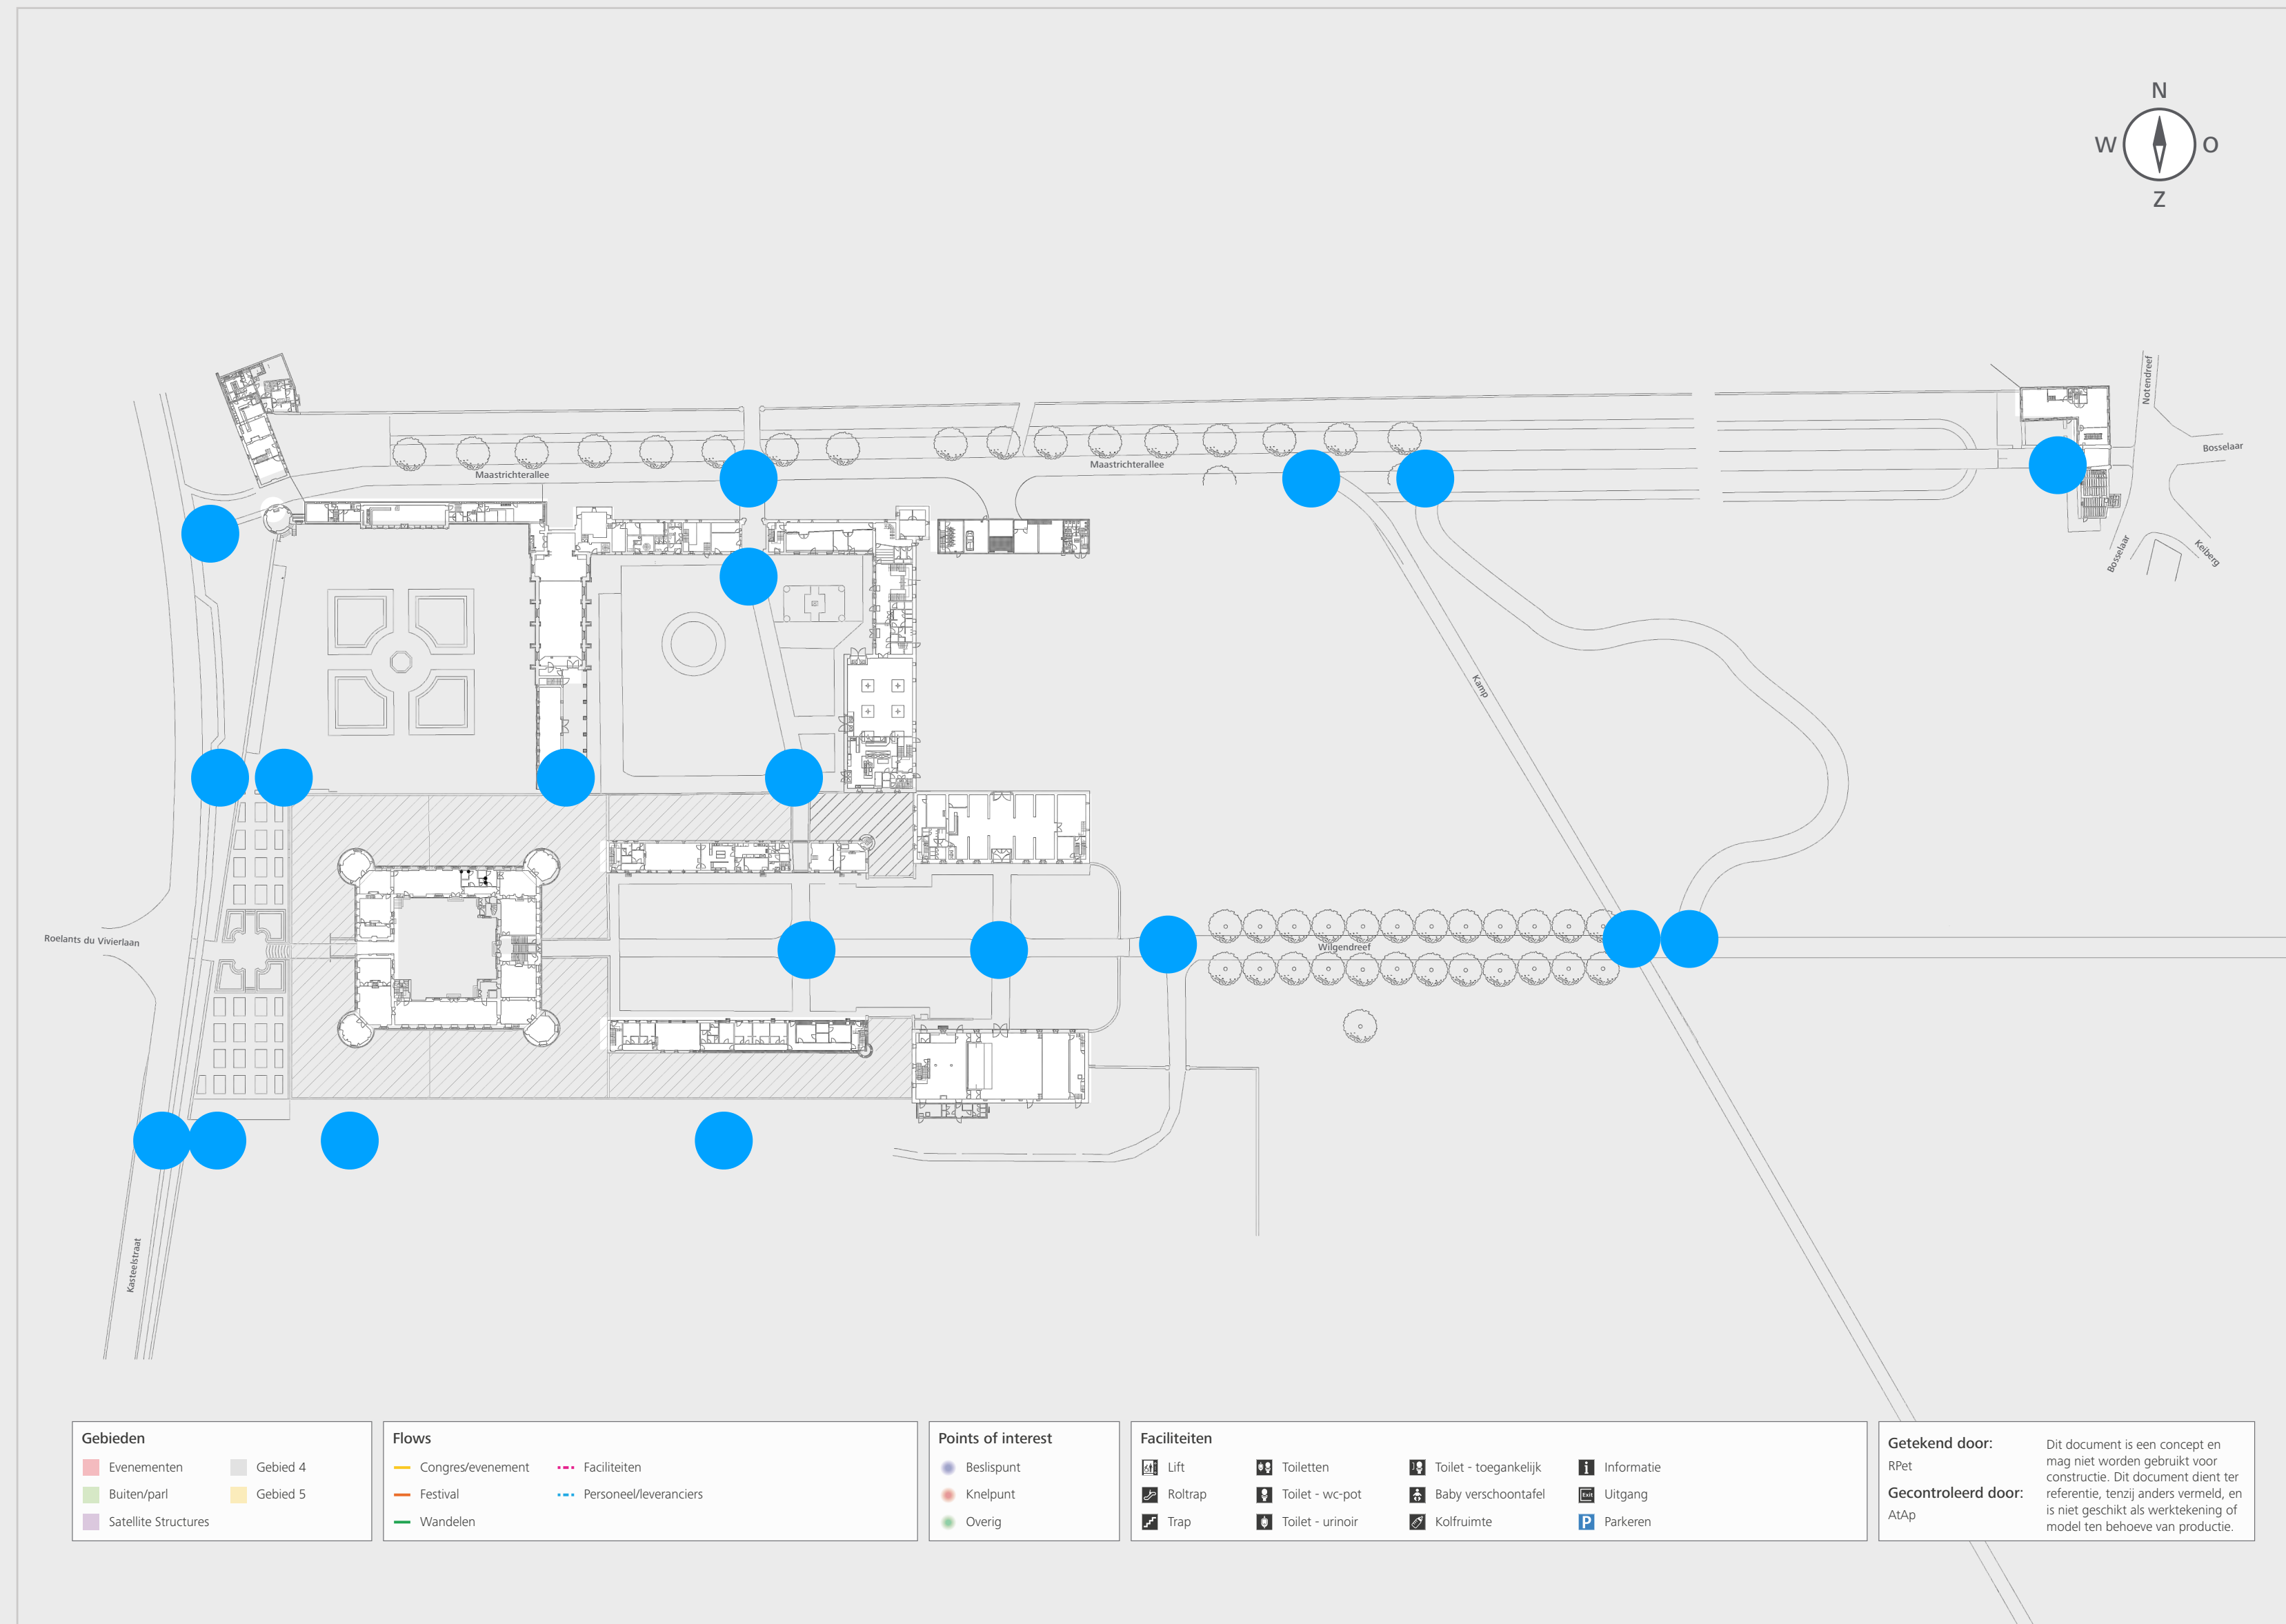 N
W
O
Z
Notendreef
Bosselaar
Maastrichterallee
Maastrichterallee
Bosselaar
Keiberg
Kamp
Roelants du Vivierlaan
Wilgendreef
Kasteelstraat
Gebieden
Evenementen
Buiten/parl
Satellite Structures
Gebied 4
Gebied 5
Flows
Congres/evenement
Festival
Wandelen
Faciliteiten
Personeel/leveranciers
Points of interest
Beslispunt
Knelpunt
Overig
Faciliteiten
Lift
Roltrap
Trap
Toiletten
Toilet - wc-pot
Toilet - urinoir
Toilet - toegankelijk
Baby verschoontafel
Kolfruimte
i Informatie
Exit Uitgang
P Parkeren
Getekend door:
RPet
Gecontroleerd door:
AtAp
Dit document is een concept en
mag niet worden gebruikt voor
constructie. Dit document dient ter
referentie, tenzij anders vermeld, en
is niet geschikt als werktekening of
model ten behoeve van productie.